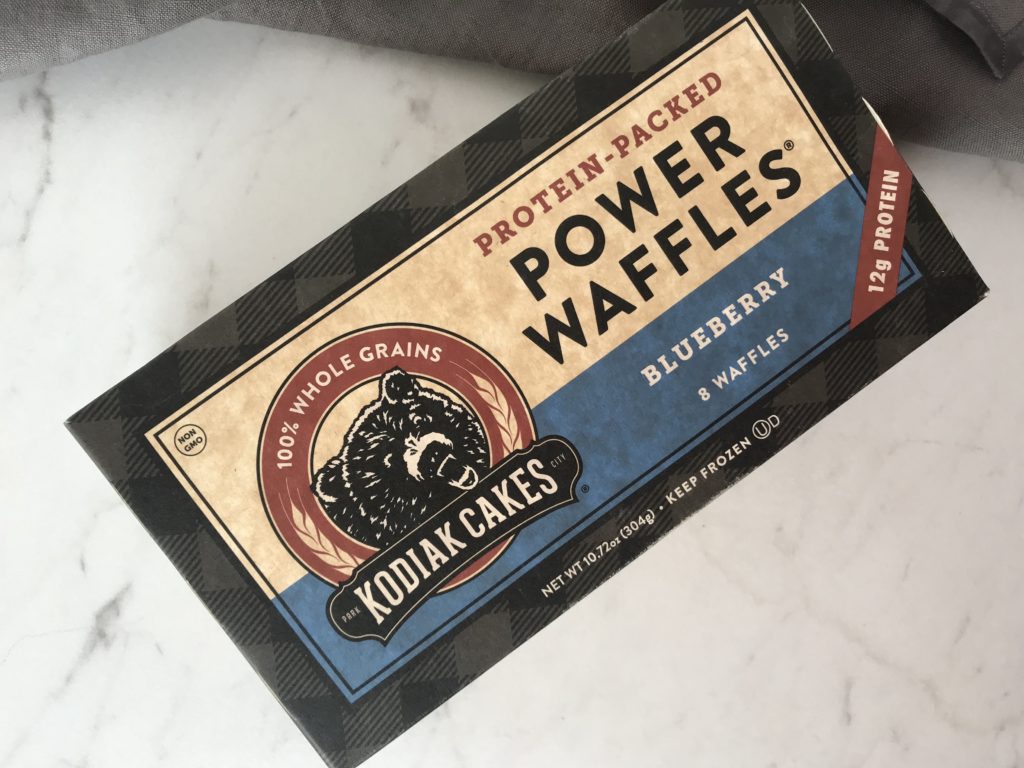 PROTEIN-PACKED
POWER
WAFFLES®
12g PROTEIN
BLUEBERRY
8 WAFFLES
100% WHOLE GRAINS
NON
GMO
PARK KODIAK CAKES CITY ®
NET WT 10.72oz (304g) • KEEP FROZEN Ⓤ D